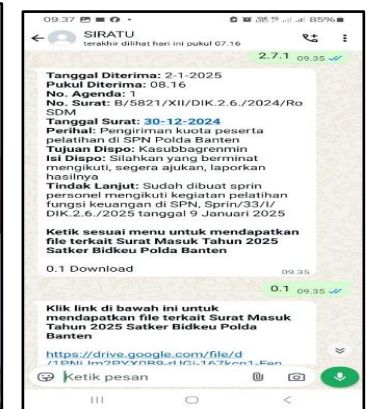 09.37
85%
SIRATU
terakhir dilihat hari ini pukul 07.16
2.7.1 09.35
Tanggal Diterima: 2-1-2025
Pukul Diterima: 08.16
No. Agenda: 1
No. Surat: B/5821/XII/DIK.2.6./2024/Ro
SDM
Tanggal Surat: 30-12-2024
Perihal: Pengiriman kuota peserta
pelatihan di SPN Polda Banten
Tujuan Dispo: Kasubbagrenmin
Isi Dispo: Silahkan yang berminat
mengikuti, segera ajukan, laporkan
hasilnya
Tindak Lanjut: Sudah dibuat sprin
personel mengikuti kegiatan pelatihan
fungsi keuangan di SPN, Sprin/33/I/
DIK.2.6./2025 tanggal 9 Januari 2025
Ketik sesuai menu untuk mendapatkan
file terkait Surat Masuk Tahun 2025
Satker Bidkeu Polda Banten
0.1 Download
09.35
0.1 09.35
Klik link di bawah ini untuk
mendapatkan file terkait Surat Masuk
Tahun 2025 Satker Bidkeu Polda
Banten
https://drive.google.com/file/d
Ketik pesan